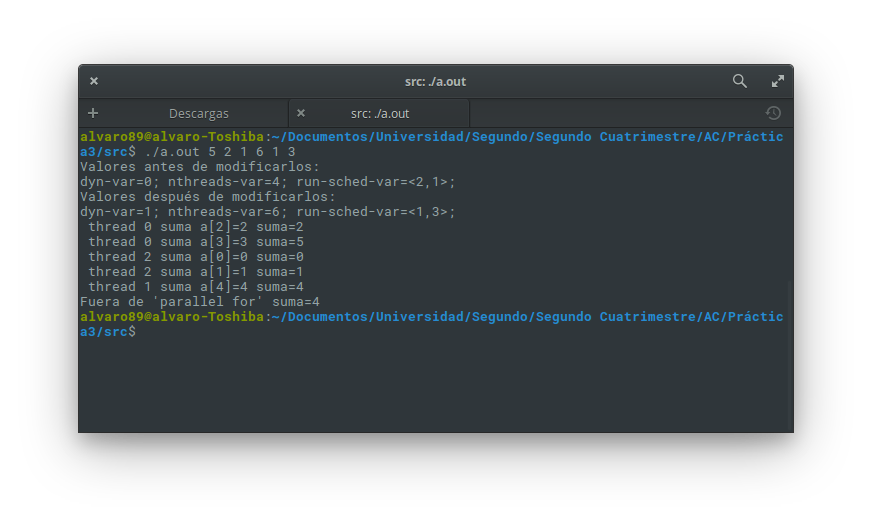 src: ./a.out
Descargas
src: ./a.out
alvaro89@alvaro-Toshiba:~/Documentos/Universidad/Segundo/Segundo Cuatrimestre/AC/Práctic
a3/src$ ./a.out 5 2 1 6 1 3
Valores antes de modificarlos:
dyn-var=0; nthreads-var=4; run-sched-var=<2,1>;
Valores después de modificarlos:
dyn-var=1; nthreads-var=6; run-sched-var=<1,3>;
thread 0 suma a[2]=2 suma=2
thread 0 suma a[3]=3 suma=5
thread 2 suma a[0]=0 suma=0
thread 2 suma a[1]=1 suma=1
thread 1 suma a[4]=4 suma=4
Fuera de 'parallel for' suma=4
alvaro89@alvaro-Toshiba:~/Documentos/Universidad/Segundo/Segundo Cuatrimestre/AC/Práctic
a3/src$